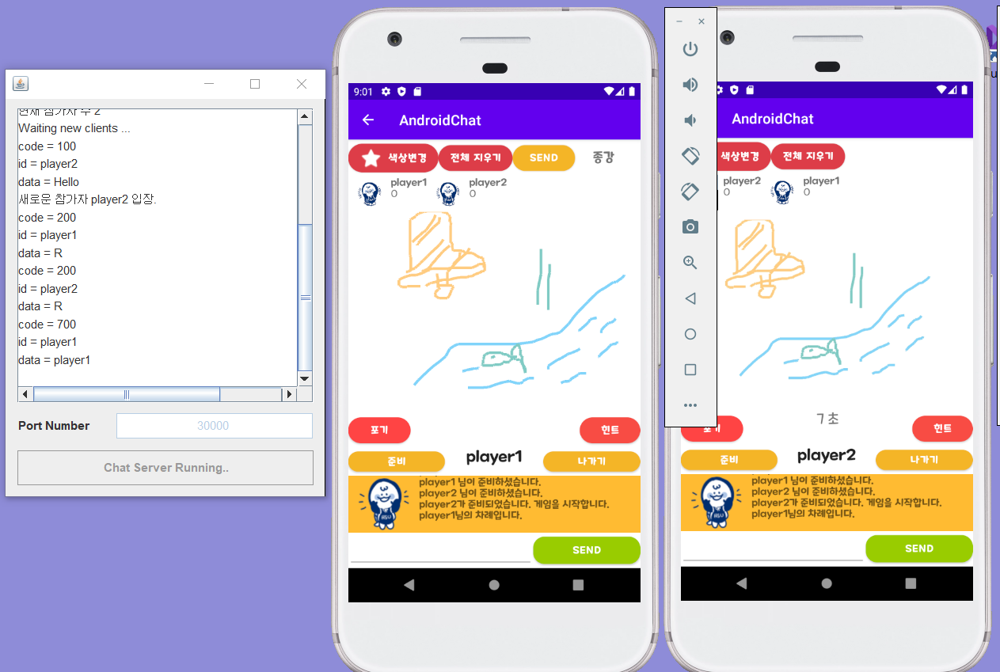 현재 참가자 수 2
Waiting new clients ...
code = 100
id = player2
data = Hello
새로운 참가자 player2 입장.
code = 200
id = player1
data = R
code = 200
id = player2
data = R
code = 700
id = player1
data = player1
Port Number
30000
Chat Server Running..
9:01
AndroidChat
색상변경
전체 지우기
SEND
종강
player1
0
player2
0
포기
힌트
준비
player1
나가기
player1 님이 준비하셨습니다.
player2 님이 준비하셨습니다.
player2가 준비되었습니다. 게임을 시작합니다.
player1님의 차례입니다.
SEND
AndroidChat
색상변경
전체 지우기
player2
0
player1
0
7 초
힌트
준비
player2
나가기
player1 님이 준비하셨습니다.
player2 님이 준비하셨습니다.
player2가 준비되었습니다. 게임을 시작합니다.
player1님의 차례입니다.
SEND